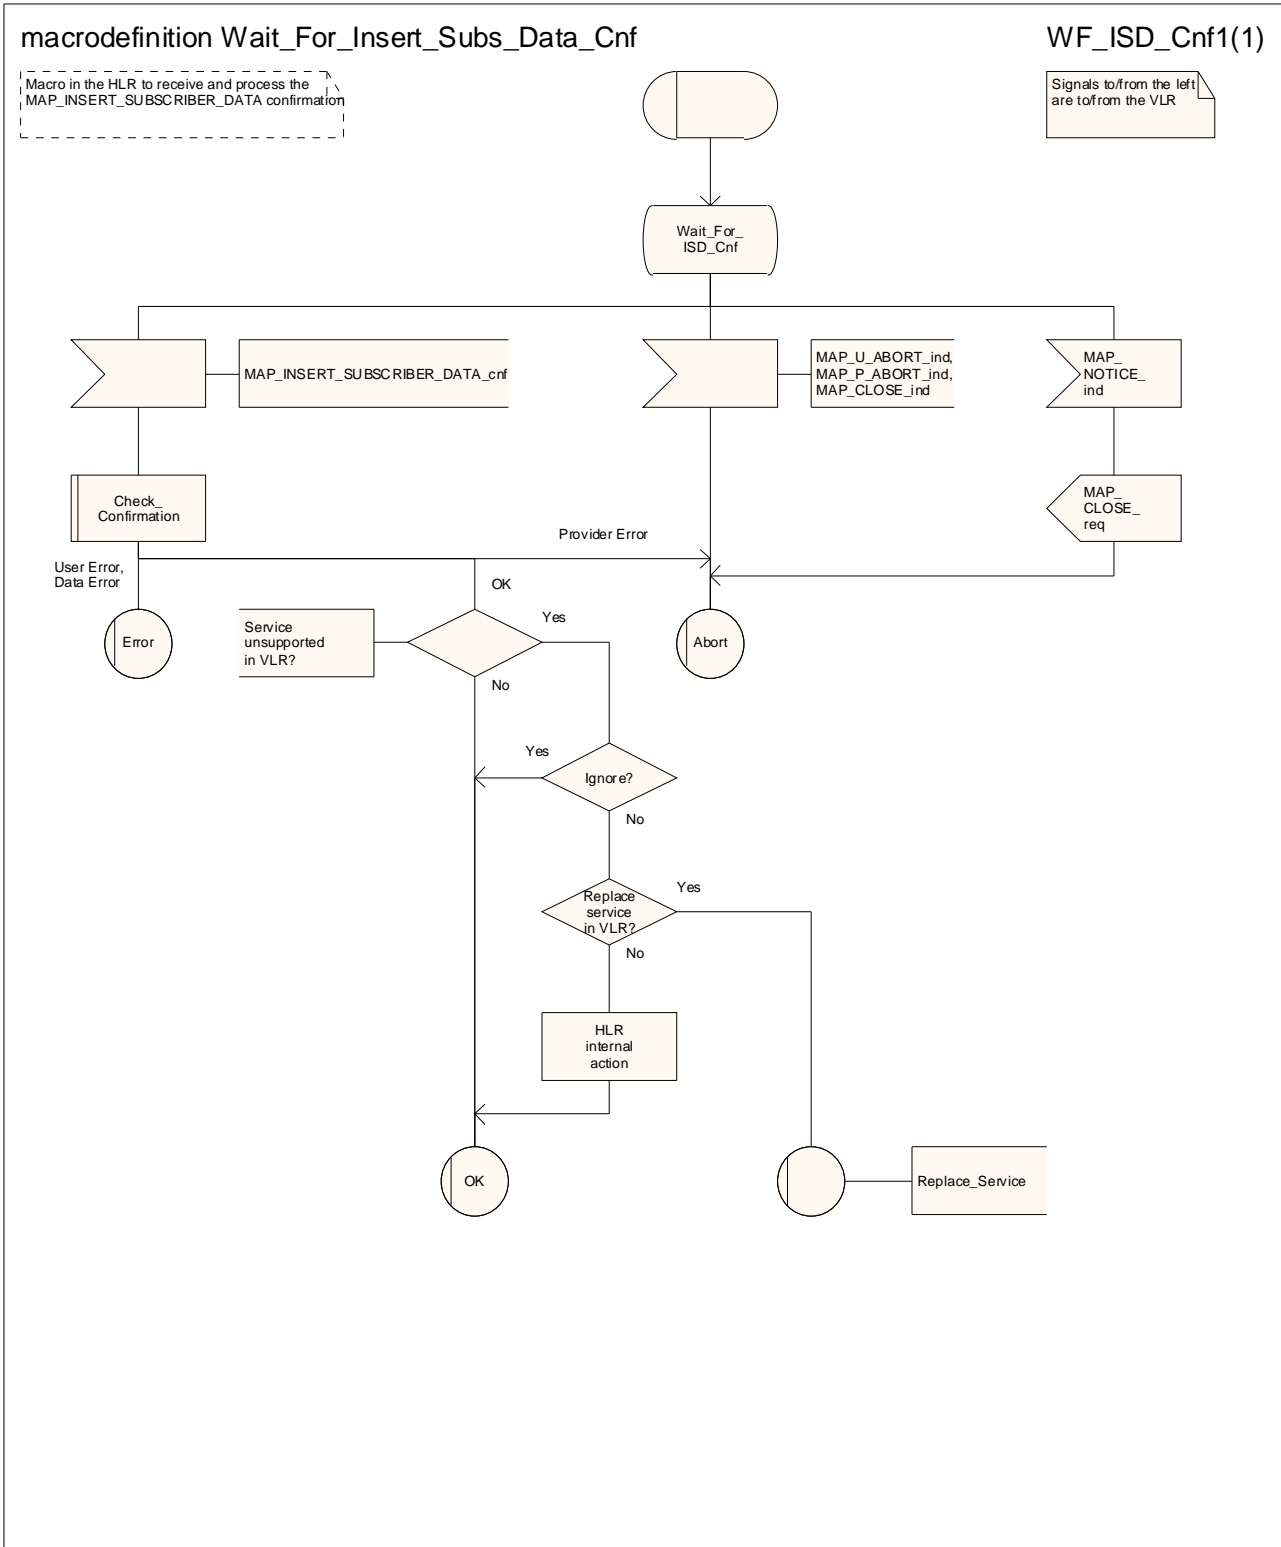 macrodefinition Wait_For_Insert_Subs_Data_Cnf
WF_ISD_Cnf1(1)
Macro in the HLR to receive and process the
MAP_INSERT_SUBSCRIBER_DATA confirmation
Signals to/from the left
are to/from the VLR
Wait_For_
ISD_Cnf
MAP_INSERT_SUBSCRIBER_DATA_cnf
MAP_U_ABORT_ind,
MAP_P_ABORT_ind,
MAP_CLOSE_ind
MAP_
NOTICE_
ind
Check_
Confirmation
MAP_
CLOSE_
req
Provider Error
User Error,
Data Error
OK
Error
Service
unsupported
in VLR?
Yes
Abort
No
Yes
Ignore?
No
Replace
service
in VLR?
Yes
No
HLR
internal
action
OK
Replace_Service